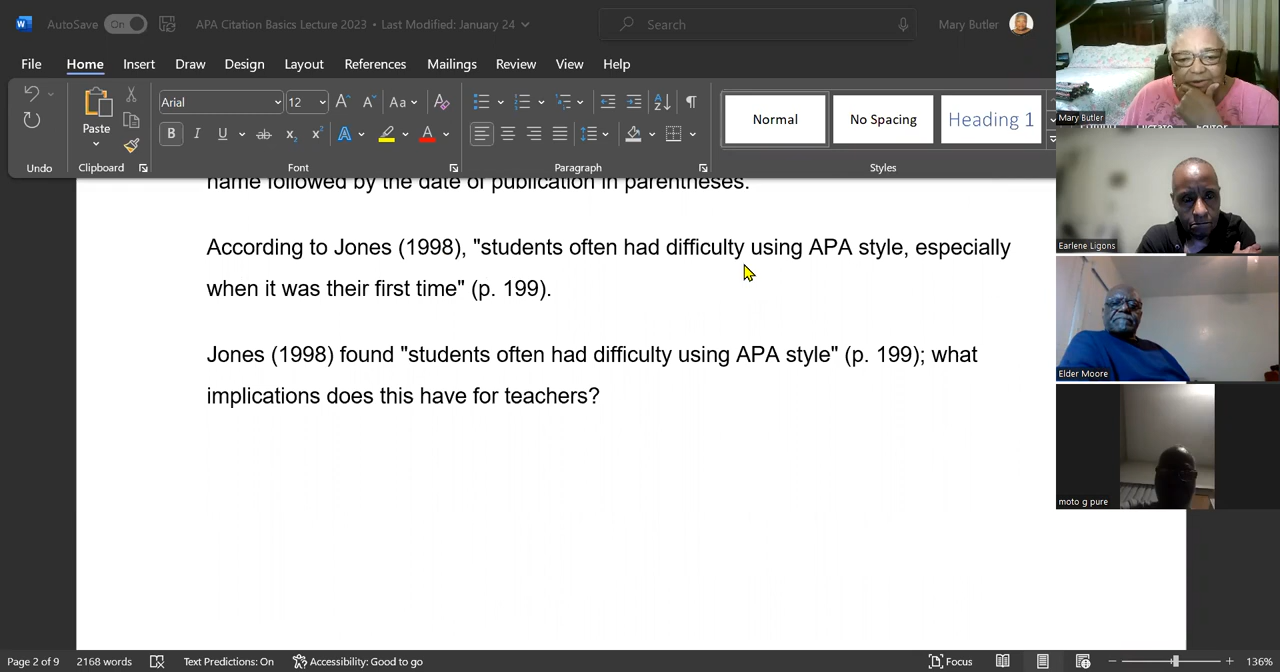 AutoSave On APA Citation Basics Lecture 2023 • Last Modified: January 24 Search Mary Butler
File Home Insert Draw Design Layout References Mailings Review View Help
Arial 12 Aa
Paste
B I U ab x₂ x² A A
Normal No Spacing Heading 1
Undo Clipboard Font Paragraph Styles
name followed by the date of publication in parentheses.
According to Jones (1998), "students often had difficulty using APA style, especially
when it was their first time" (p. 199).
Jones (1998) found "students often had difficulty using APA style" (p. 199); what
implications does this have for teachers?
Mary Butler
Earlene Ligons
Elder Moore
moto g pure
Page 2 of 9 2168 words Text Predictions: On Accessibility: Good to go Focus 136%